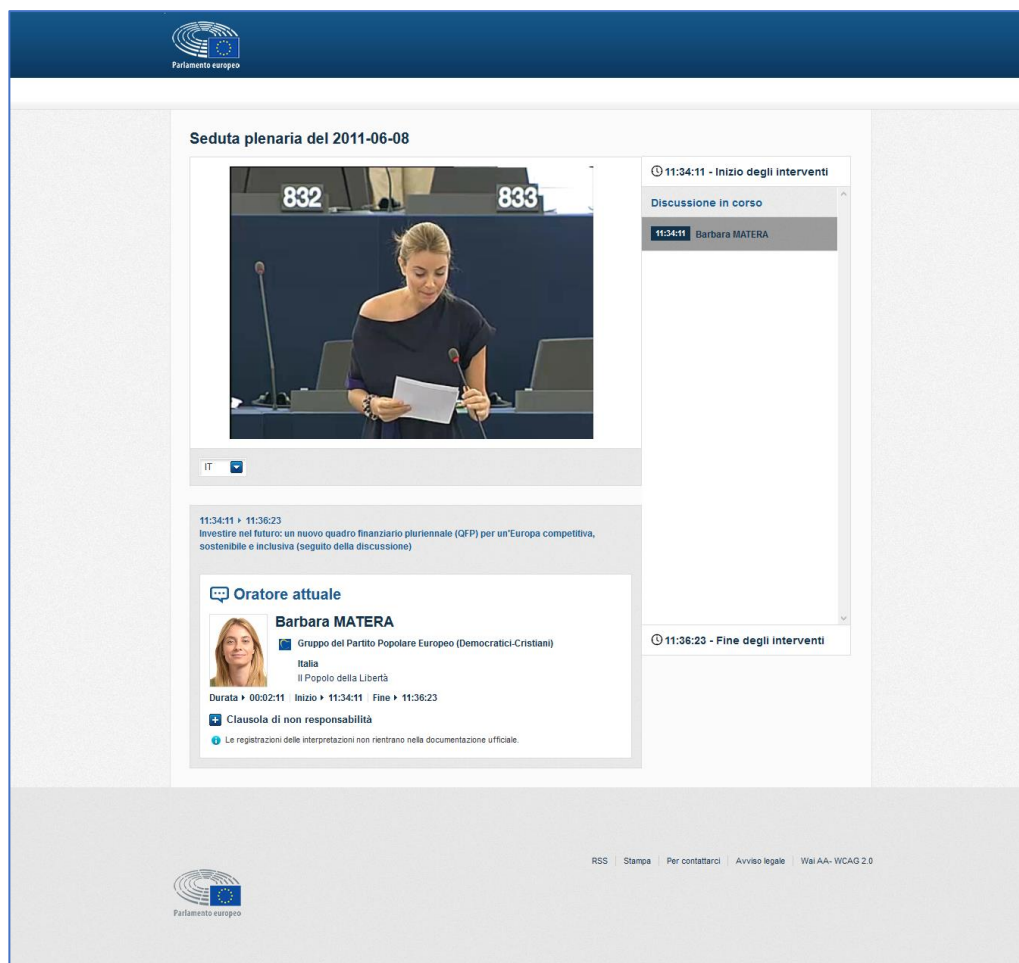 Parlamento europeo
Seduta plenaria del 2011-06-08
832
833
11:34:11 - Inizio degli interventi
Discussione in corso
11:34:11 Barbara MATERA
IT
11:34:11 ▸ 11:36:23
Investire nel futuro: un nuovo quadro finanziario pluriennale (QFP) per un'Europa competitiva,
sostenibile e inclusiva (seguito della discussione)
Oratore attuale
Barbara MATERA
Gruppo del Partito Popolare Europeo (Democratici-Cristiani)
Italia
Il Popolo della Libertà
Durata ▸ 00:02:11 | Inizio ▸ 11:34:11 | Fine ▸ 11:36:23
Clausola di non responsabilità
Le registrazioni delle interpretazioni non rientrano nella documentazione ufficiale.
11:36:23 - Fine degli interventi
RSS | Stampa | Per contattarci | Avviso legale | Wai AA- WCAG 2.0
Parlamento europeo